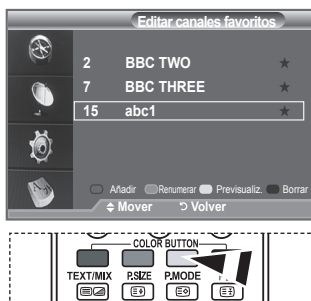 Editar canales favoritos
2 BBC TWO ★
7 BBC THREE ★
15 abc1 ★
Añadir Renumerar Previsualiz. Borrar
Mover Volver
COLOR BUTTON
TEXT/MIX P.SIZE P.MODE